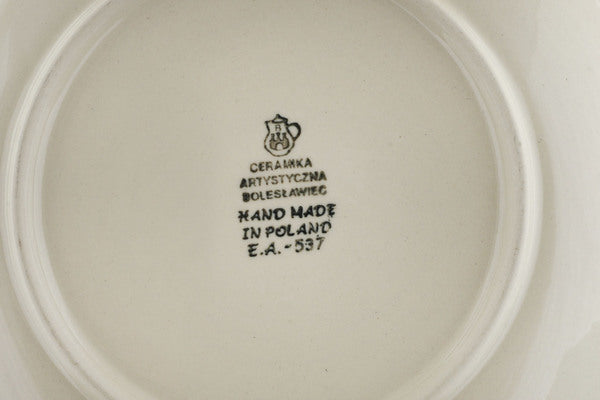 B
CERAMIKA
ARTYSTYCZNA
BOLESŁAWIEC
HAND MADE
IN POLAND
E.A.-537